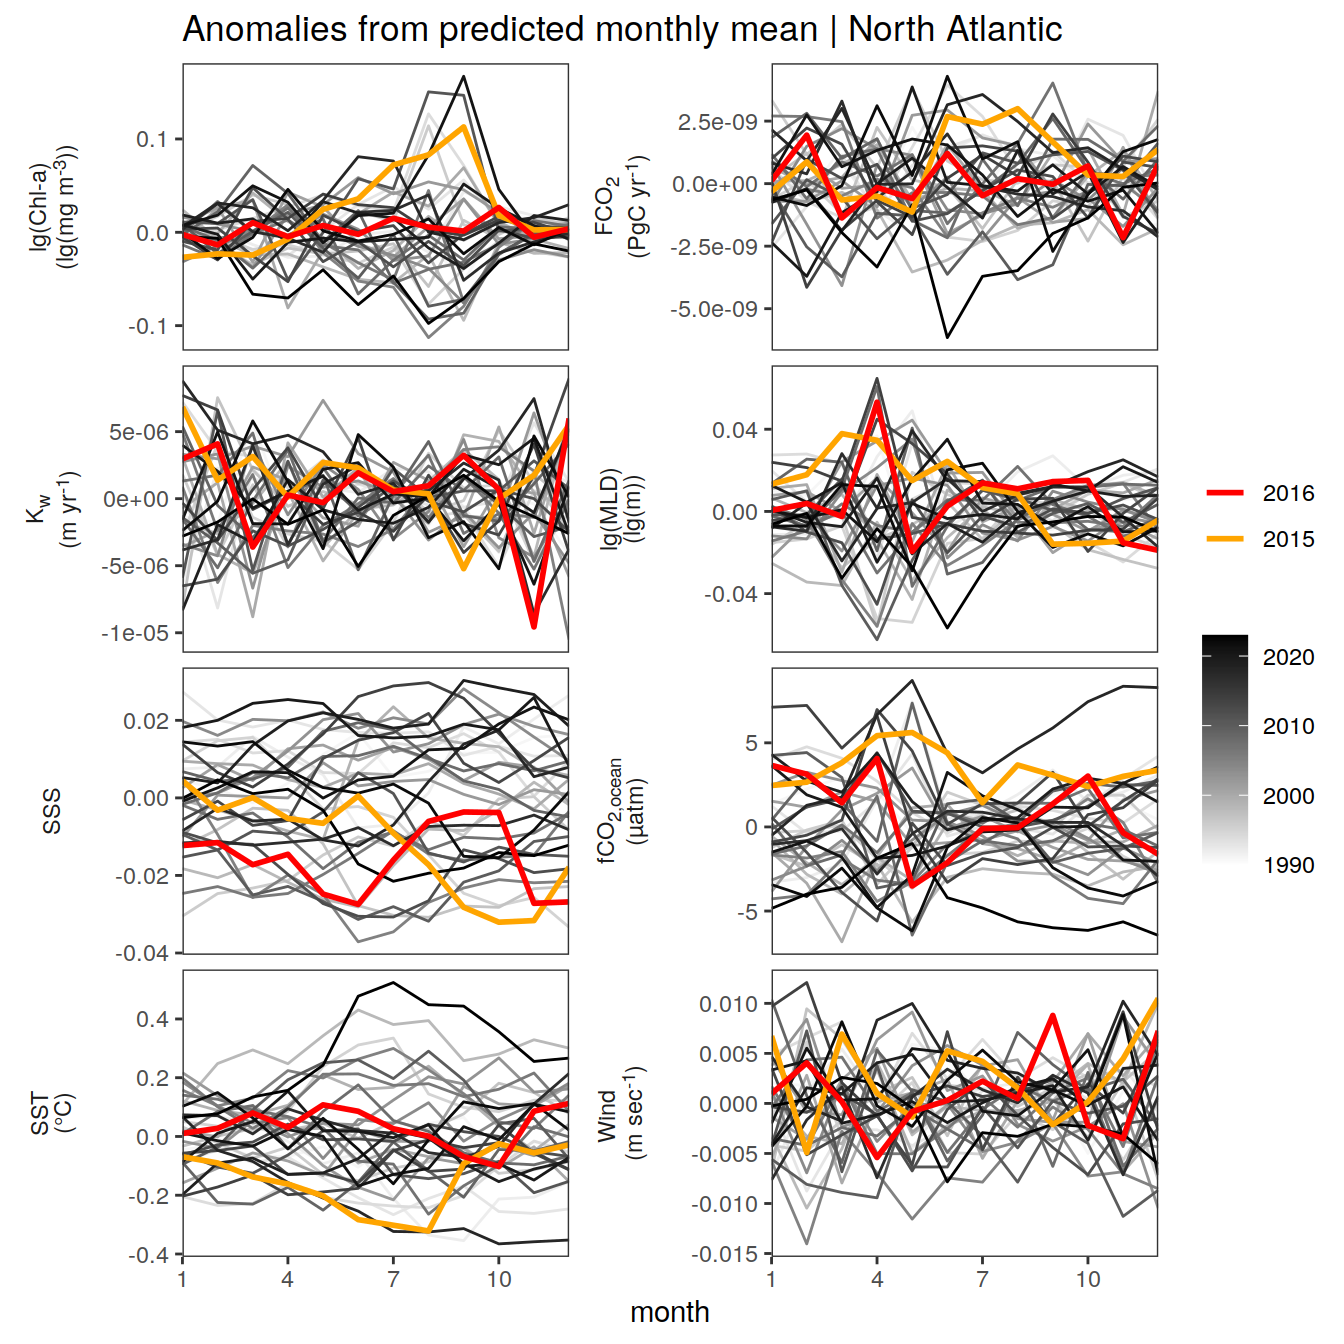 Anomalies from predicted monthly mean | North Atlantic
lg(Chl-a)
(lg(mg m⁻³))
0.1
0.0
-0.1
FCO₂
(PgC yr⁻¹)
2.5e-09
0.0e+00
-2.5e-09
-5.0e-09
K_w
(m yr⁻¹)
5e-06
0e+00
-5e-06
-1e-05
lg(MLD)
(lg(m))
0.04
0.00
-0.04
SSS
0.02
0.00
-0.02
-0.04
fCO₂,ocean
(µatm)
5
0
-5
SST
(°C)
0.4
0.2
0.0
-0.2
-0.4
1 4 7 10
Wind
(m sec⁻¹)
0.010
0.005
0.000
-0.005
-0.010
-0.015
1 4 7 10
month
2016
2015
2020
2010
2000
1990